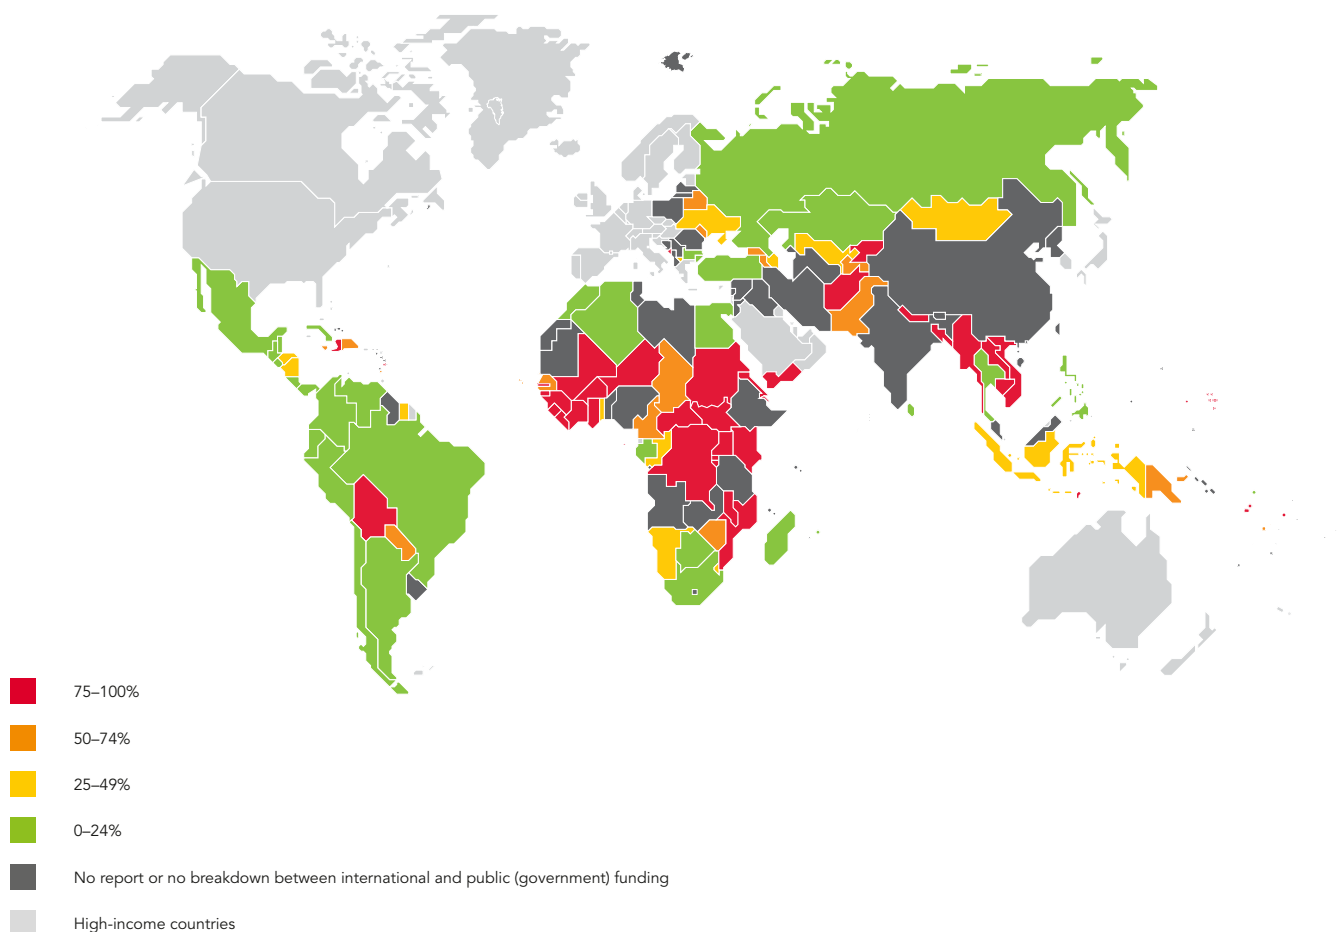 75–100%
50–74%
25–49%
0–24%
No report or no breakdown between international and public (government) funding
High-income countries